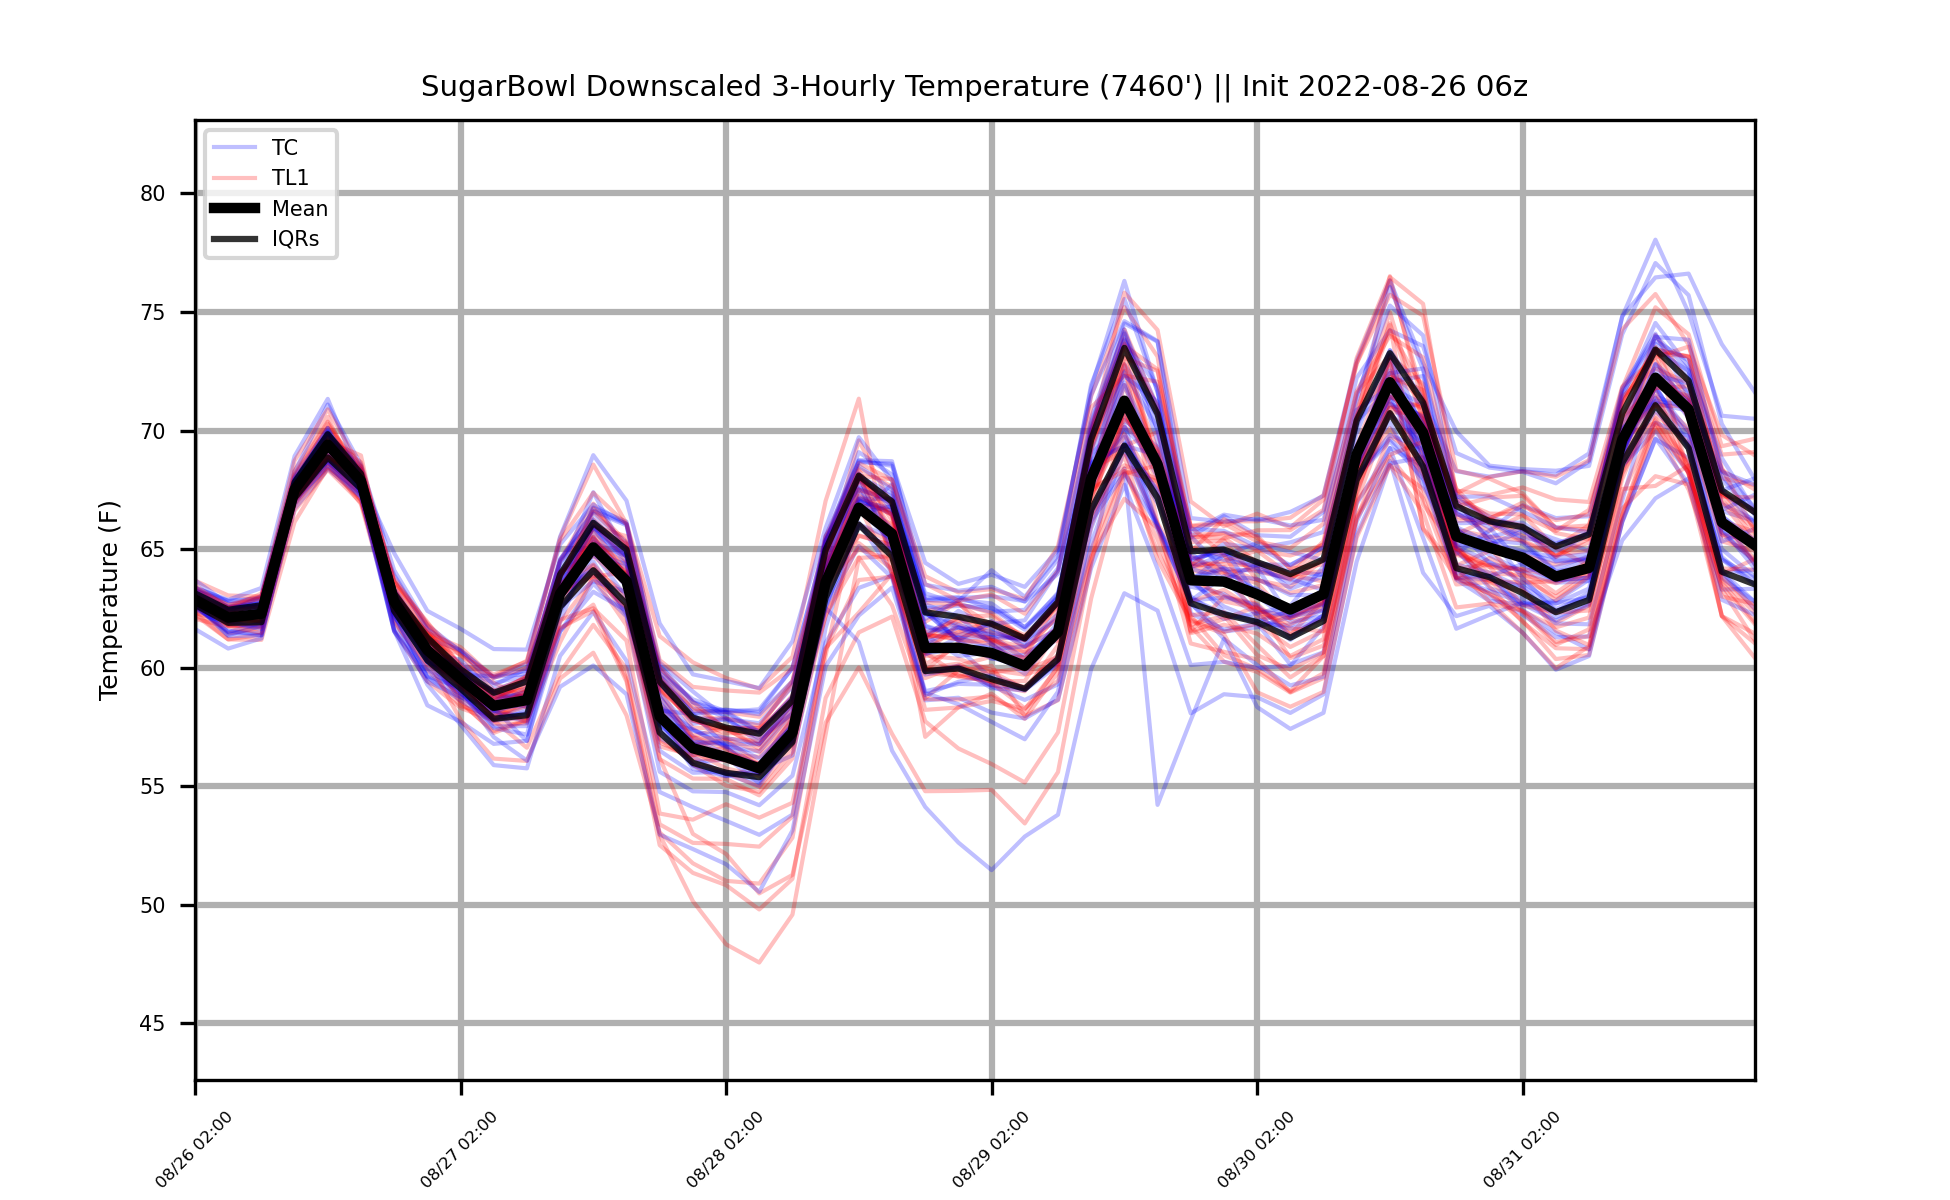 SugarBowl Downscaled 3-Hourly Temperature (7460') || Init 2022-08-26 06z
TC
TL1
Mean
IQRs
Temperature (F)
80
75
70
65
60
55
50
45
08/26 02:00
08/27 02:00
08/28 02:00
08/29 02:00
08/30 02:00
08/31 02:00